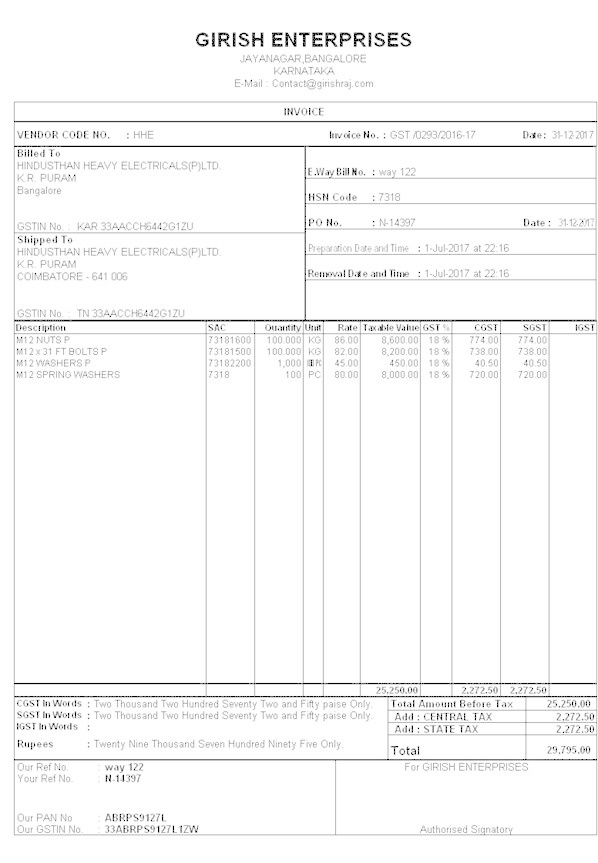 GIRISH ENTERPRISES
JAYANAGAR,BANGALORE
KARNATAKA
E-Mail : Contact@girishraj.com
INVOICE
VENDOR CODE NO. : HHE Invoice No. : GST /0293/2016-17 Date : 31-12-2017
Billed To
HINDUSTHAN HEAVY ELECTRICALS(P)LTD.
K.R. PURAM
Bangalore
GSTIN No. : KAR 33AACCH6442G1ZU
E.Way Bill No. : way 122
HSN Code : 7318
PO No. : N-14397 Date : 31-12-2017
Shipped To
HINDUSTHAN HEAVY ELECTRICALS(P)LTD.
K.R. PURAM
COIMBATORE - 641 006
GSTIN No. : TN 33AACCH6442G1ZU
Preparation Date and Time : 1-Jul-2017 at 22:16
Removal Date and Time : 1-Jul-2017 at 22:16
Description SAC Quantity Unit Rate Taxable Value GST % CGST SGST IGST
M12 NUTS P 73181600 100.000 KG 86.00 8,600.00 18 % 774.00 774.00
M12 x 31 FT BOLTS P 73181500 100.000 KG 82.00 8,200.00 18 % 738.00 738.00
M12 WASHERS P 73182200 1,000 PC 45.00 450.00 18 % 40.50 40.50
M12 SPRING WASHERS 7318 100 PC 80.00 8,000.00 18 % 720.00 720.00
25,250.00 2,272.50 2,272.50
CGST In Words : Two Thousand Two Hundred Seventy Two and Fifty paise Only.
SGST In Words : Two Thousand Two Hundred Seventy Two and Fifty paise Only.
IGST In Words :
Rupees : Twenty Nine Thousand Seven Hundred Ninety Five Only.
Total Amount Before Tax 25,250.00
Add : CENTRAL TAX 2,272.50
Add : STATE TAX 2,272.50
Total 29,795.00
Our Ref No. : way 122
Your Ref No. : N-14397
Our PAN No : ABRPS9127L
Our GSTIN No. : 33ABRPS9127L1ZW
For GIRISH ENTERPRISES
Authorised Signatory